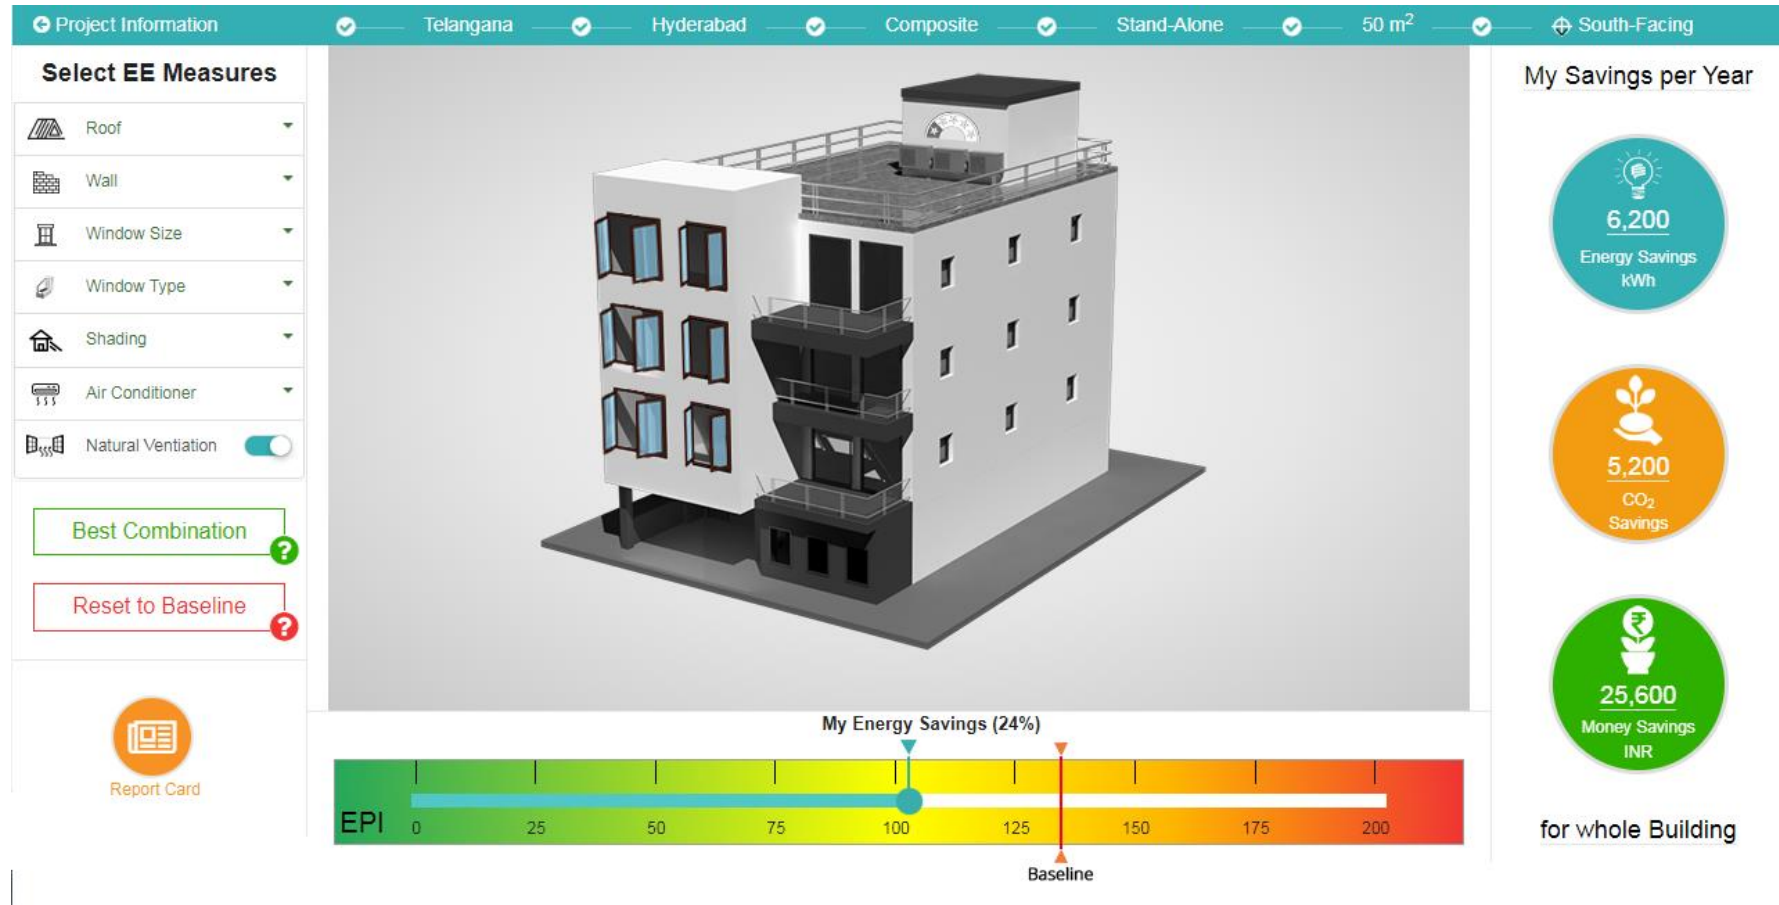 Project Information
Telangana
Hyderabad
Composite
Stand-Alone
50 m²
South-Facing
Select EE Measures
Roof
Wall
Window Size
Window Type
Shading
Air Conditioner
Natural Ventiation
Best Combination
?
Reset to Baseline
?
Report Card
My Energy Savings (24%)
EPI
0 25 50 75 100 125 150 175 200
Baseline
My Savings per Year
6,200
Energy Savings
kWh
5,200
CO₂
Savings
₹
25,600
Money Savings
INR
for whole Building